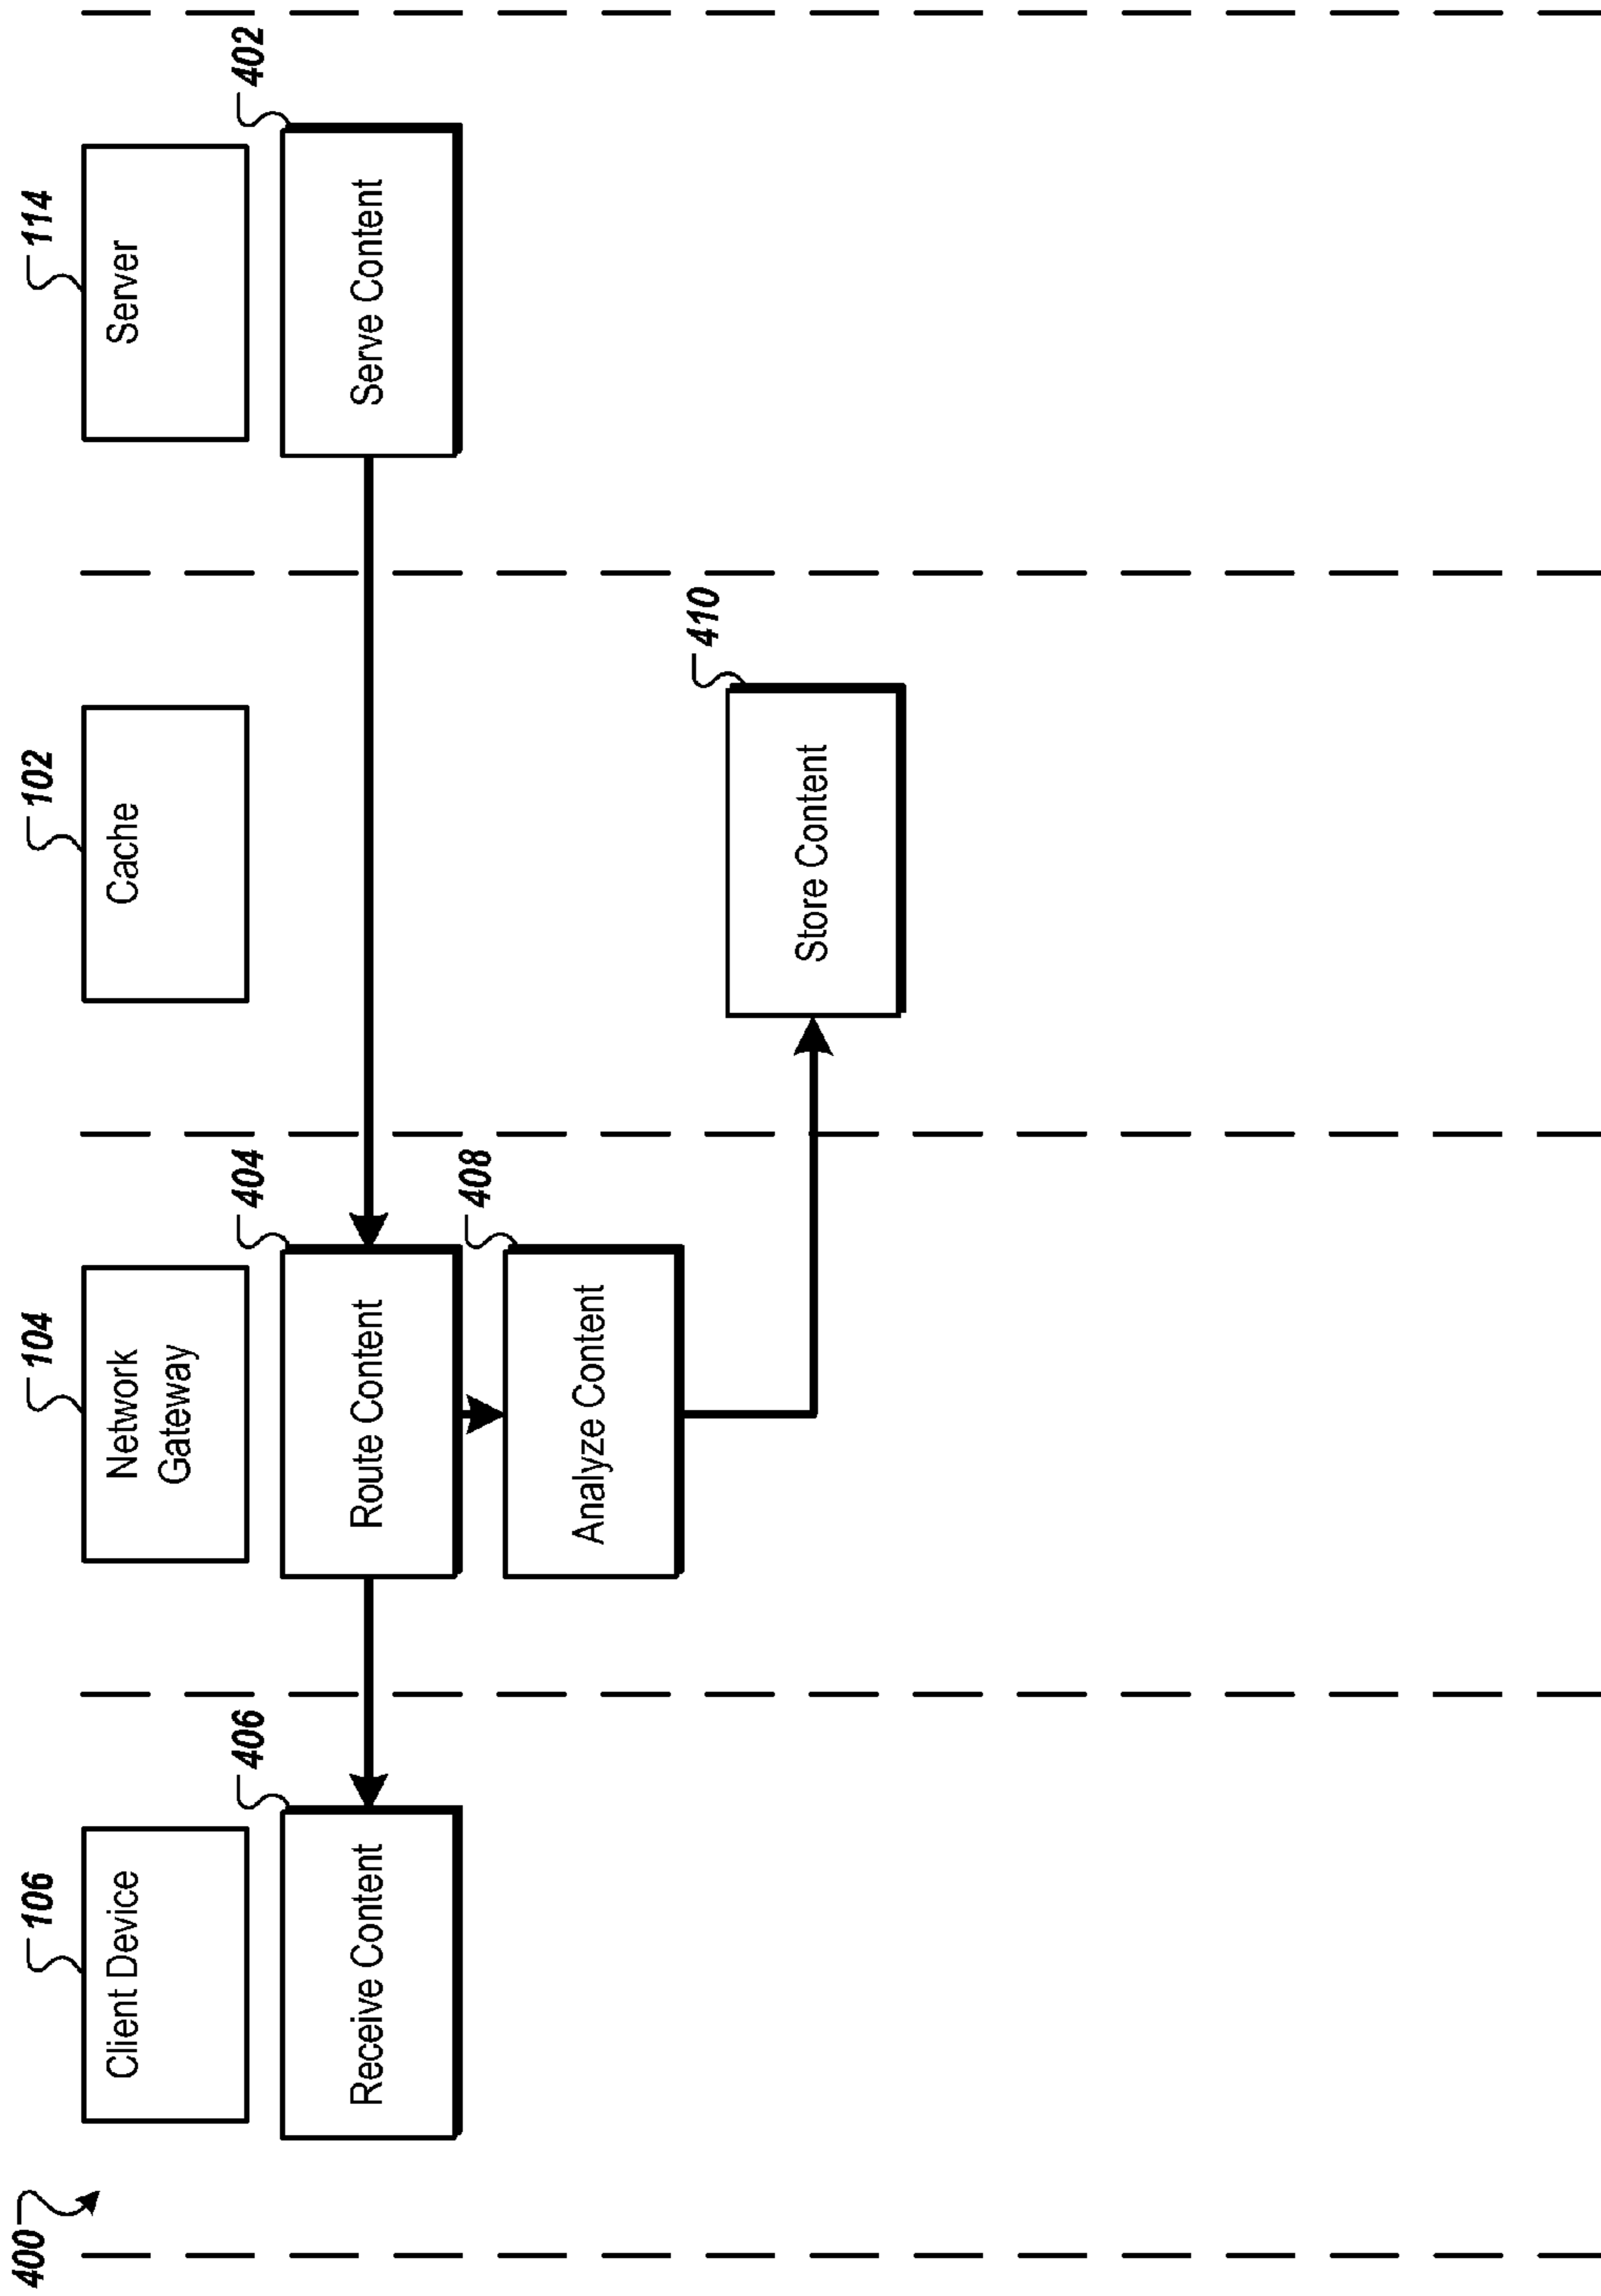 400
106
104
102
114
Client Device
Network
Gateway
Cache
Server
406
404
402
Receive Content
Route Content
Serve Content
408
Analyze Content
410
Store Content